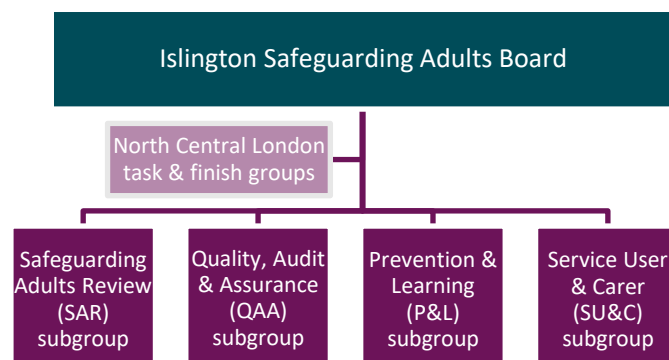 Islington Safeguarding Adults Board
North Central London
task & finish groups
Safeguarding
Adults Review
(SAR)
subgroup
Quality, Audit
& Assurance
(QAA)
subgroup
Prevention &
Learning
(P&L)
subgroup
Service User
& Carer
(SU&C)
subgroup